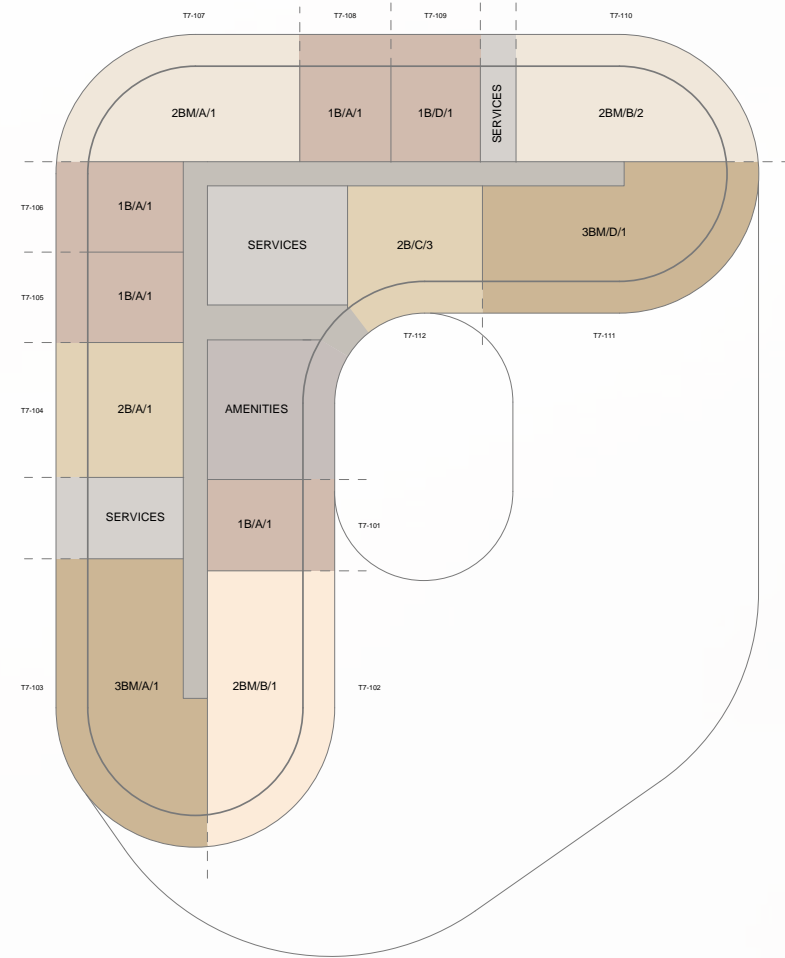 T7-107
T7-108
T7-109
T7-110
2BM/A/1
1B/A/1
1B/D/1
SERVICES
2BM/B/2
T7-106
1B/A/1
SERVICES
2B/C/3
3BM/D/1
T7-105
1B/A/1
T7-112
T7-111
T7-104
2B/A/1
AMENITIES
SERVICES
1B/A/1
T7-101
T7-103
3BM/A/1
2BM/B/1
T7-102